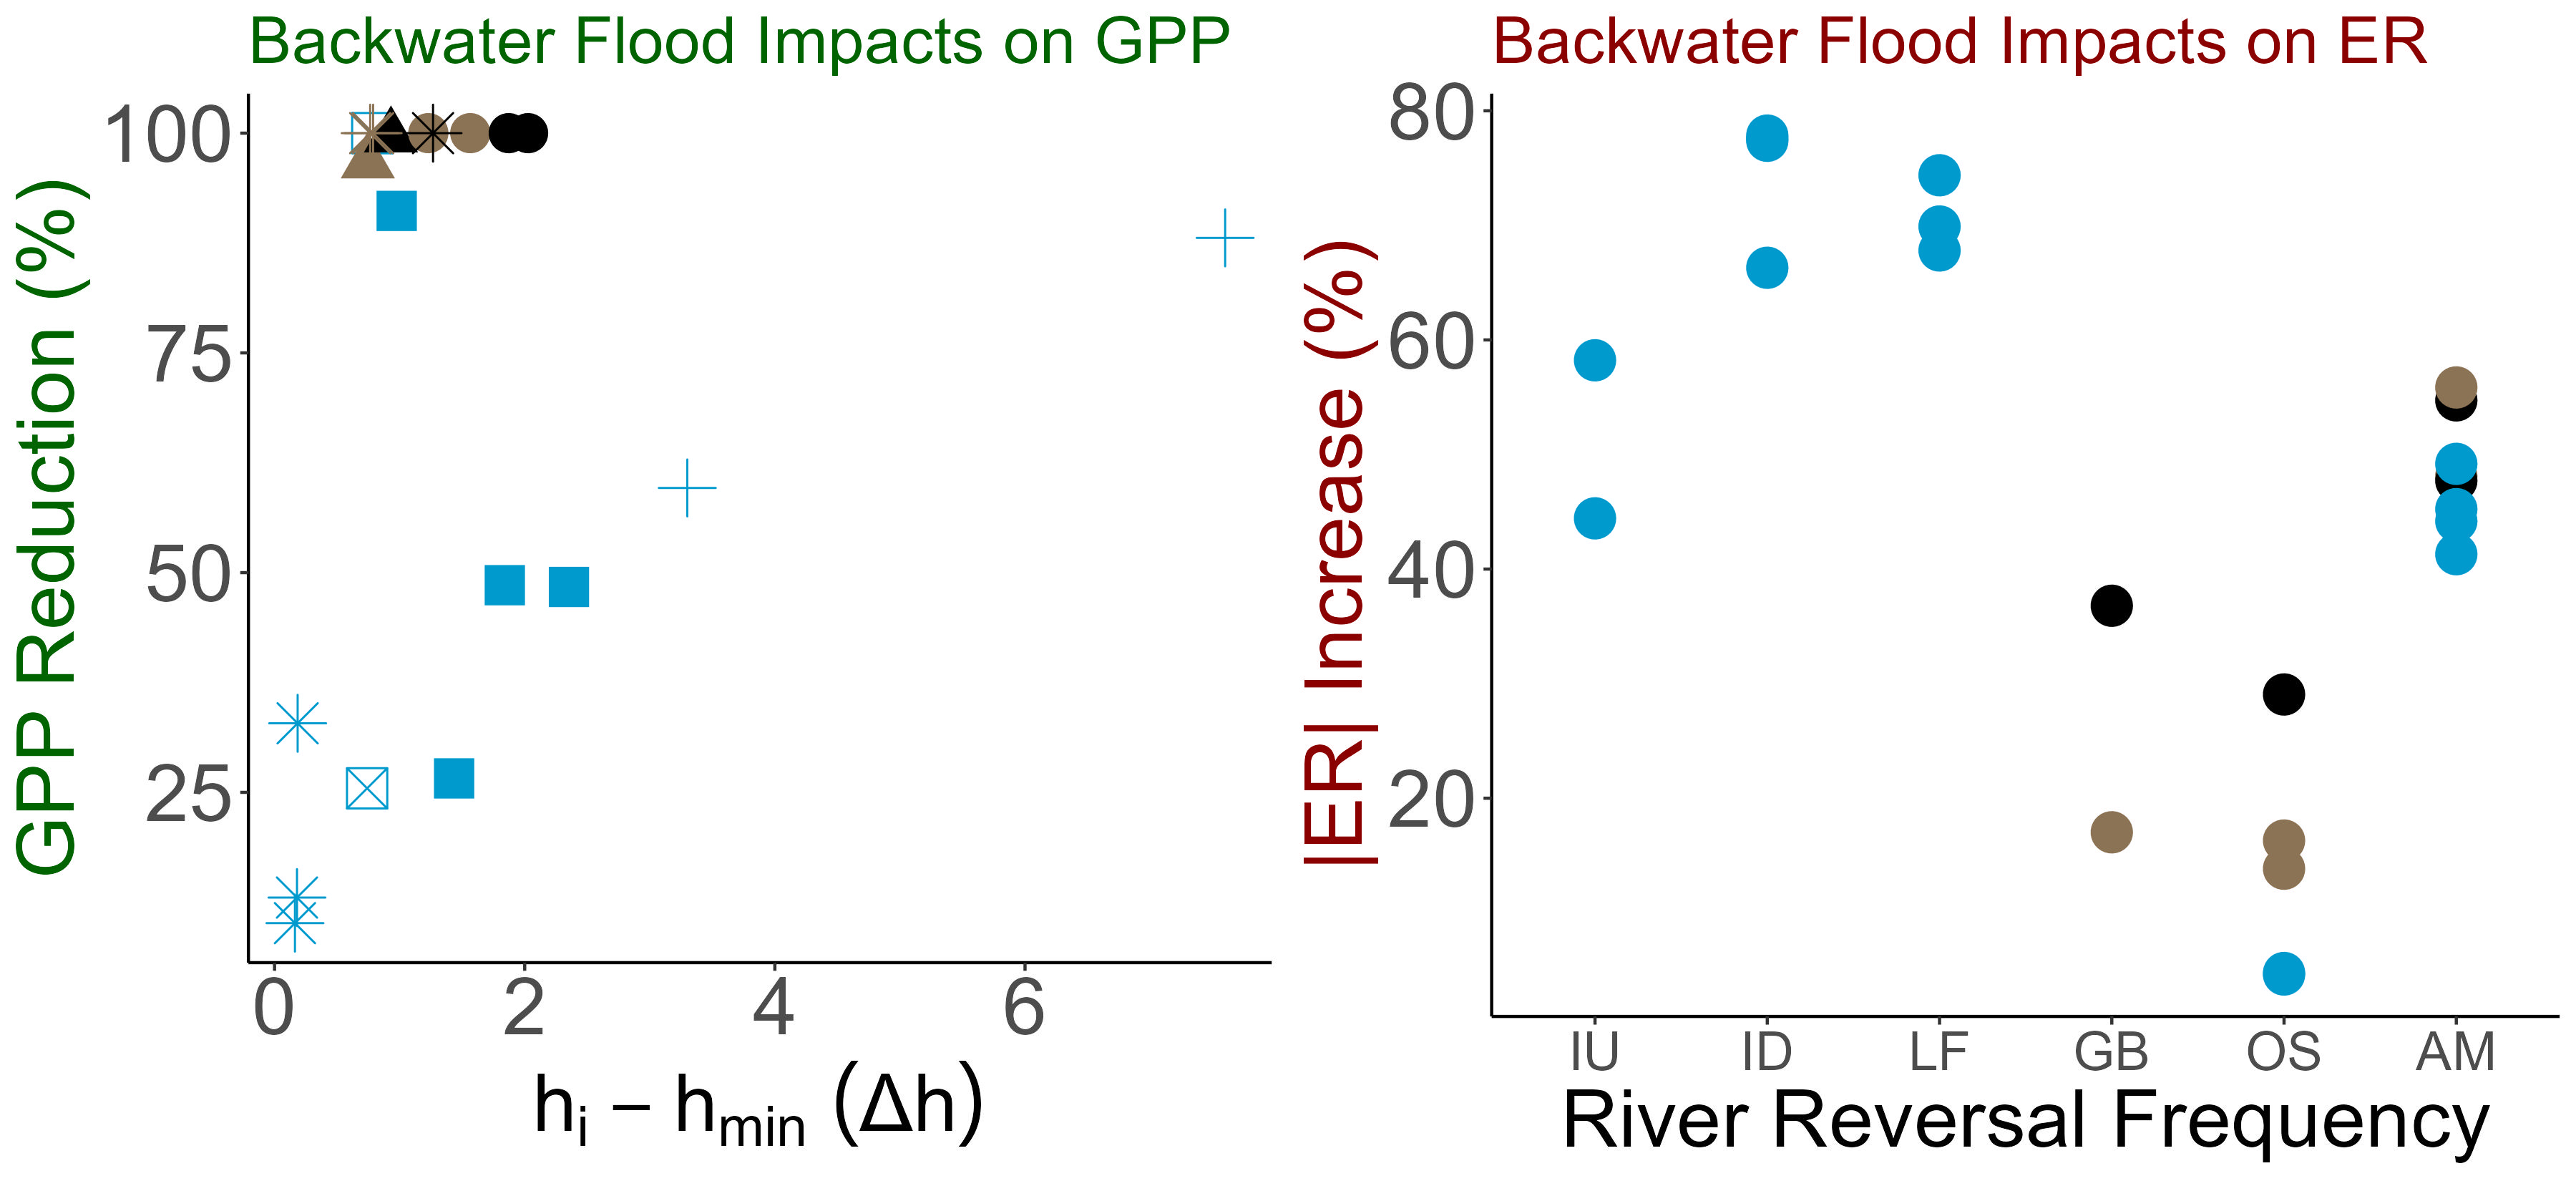 Backwater Flood Impacts on GPP
GPP Reduction (%)
100
75
50
25
0 2 4 6
hᵢ – hₘᵢₙ (Δh)
Backwater Flood Impacts on ER
|ER| Increase (%)
80
60
40
20
IU ID LF GB OS AM
River Reversal Frequency